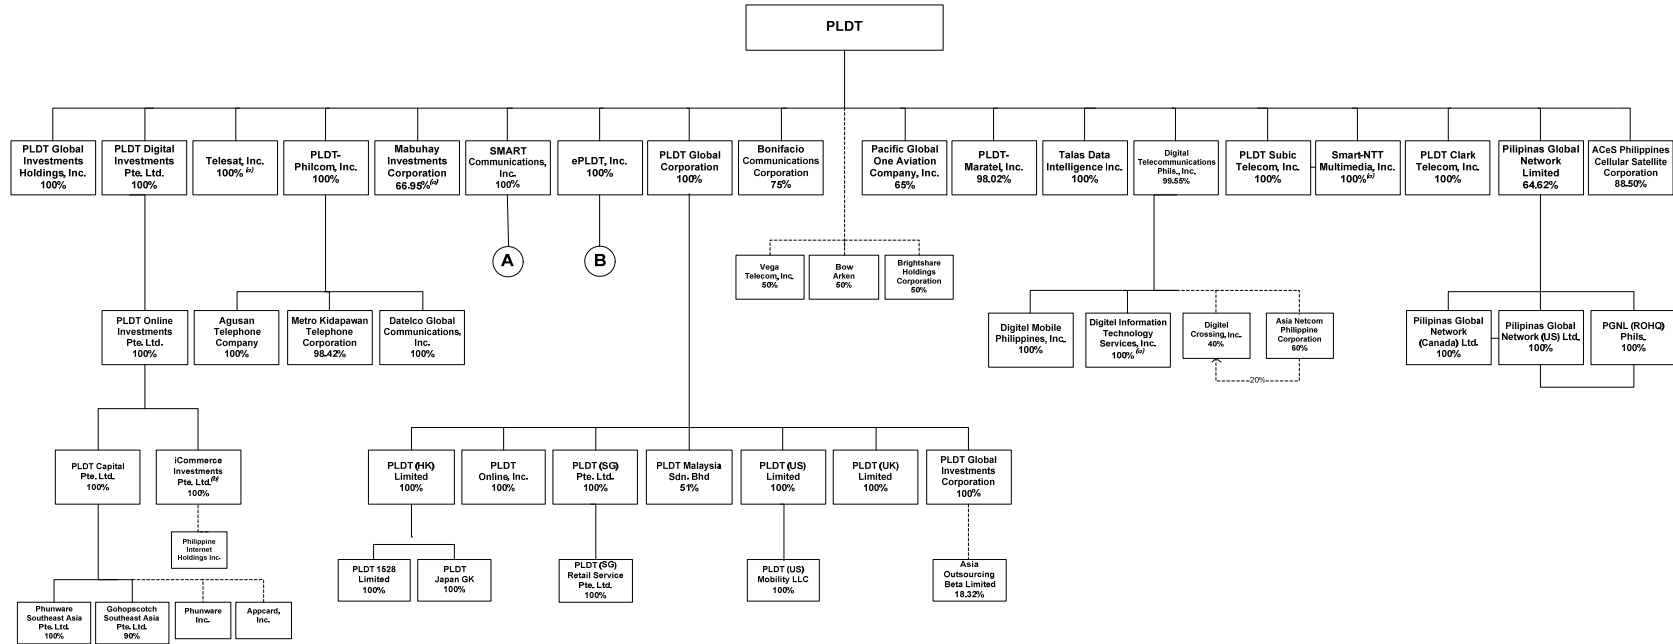 PLDT
PLDT Global
Investments
Holdings, Inc.
100%
PLDT Digital
Investments
Pte. Ltd.
100%
Telesat, Inc.
100% (a)
PLDT-
Philcom, Inc.
100%
Mabuhay
Investments
Corporation
66.95%(a)
SMART
Communications,
Inc.
100%
ePLDT, Inc.
100%
PLDT Global
Corporation
100%
Bonifacio
Communications
Corporation
75%
Pacific Global
One Aviation
Company, Inc.
65%
PLDT-
Maratel, Inc.
98.02%
Talas Data
Intelligence Inc.
100%
Digital
Telecommunications
Phils., Inc.
99.55%
PLDT Subic
Telecom, Inc.
100%
Smart-NTT
Multimedia, Inc.
100%(a)
PLDT Clark
Telecom, Inc.
100%
Pilipinas Global
Network
Limited
64.62%
ACeS Philippines
Cellular Satellite
Corporation
88.50%
A
B
Vega
Telecom, Inc.
50%
Bow
Arken
50%
Brightshare
Holdings
Corporation
50%
PLDT Online
Investments
Pte. Ltd.
100%
Agusan
Telephone
Company
100%
Metro Kidapawan
Telephone
Corporation
98.42%
Datelco Global
Communications,
Inc.
100%
Digitel Mobile
Philippines, Inc.
100%
Digitel Information
Technology
Services, Inc.
100%(a)
Digitel
Crossing, Inc.
40%
Asia Netcom
Philippine
Corporation
60%
20%
Pilipinas Global
Network
(Canada) Ltd.
100%
Pilipinas Global
Network (US) Ltd.
100%
PGNL (ROHQ)
Phils.
100%
PLDT Capital
Pte. Ltd.
100%
iCommerce
Investments
Pte. Ltd.(b)
100%
PLDT (HK)
Limited
100%
PLDT
Online, Inc.
100%
PLDT (SG)
Pte. Ltd.
100%
PLDT Malaysia
Sdn. Bhd
51%
PLDT (US)
Limited
100%
PLDT (UK)
Limited
100%
PLDT Global
Investments
Corporation
100%
Philippine
Internet
Holdings Inc.
PLDT 1528
Limited
100%
PLDT
Japan GK
100%
PLDT (SG)
Retail Service
Pte. Ltd.
100%
PLDT (US)
Mobility LLC
100%
Asia
Outsourcing
Beta Limited
18.32%
Phunware
Southeast Asia
Pte. Ltd.
100%
Gohopscotch
Southeast Asia
Pte. Ltd.
90%
Phunware
Inc.
Appcard,
Inc.